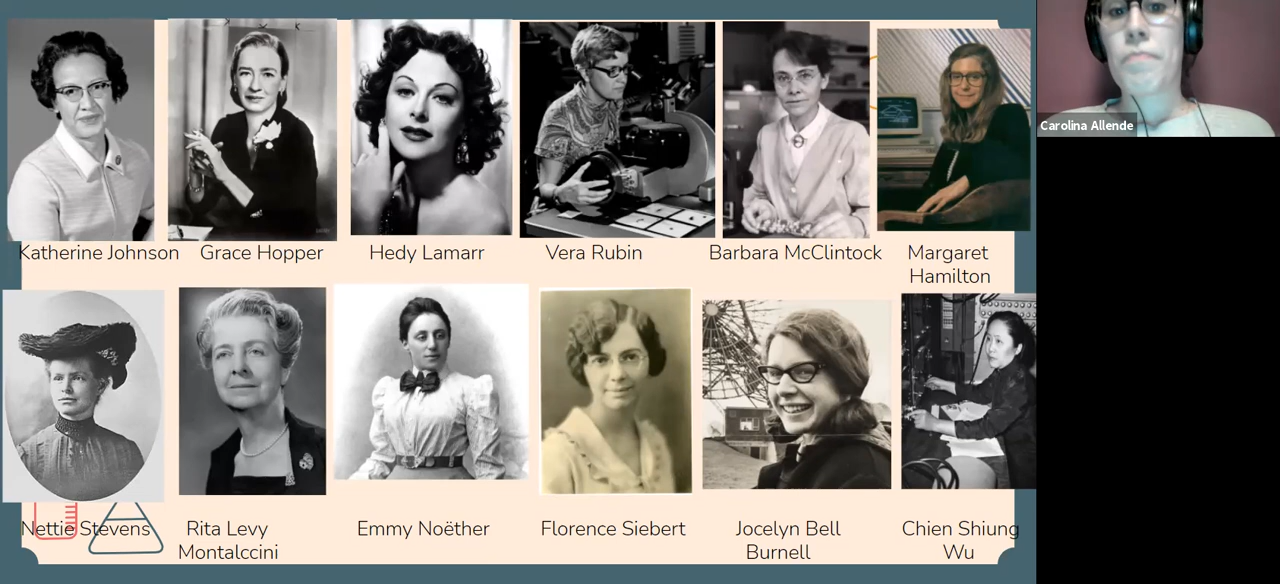 Carolina Allende
Katherine Johnson
Grace Hopper
Hedy Lamarr
Vera Rubin
Barbara McClintock
Margaret
Hamilton
Nettie Stevens
Rita Levy
Montalccini
Emmy Noëther
Florence Siebert
Jocelyn Bell
Burnell
Chien Shiung
Wu